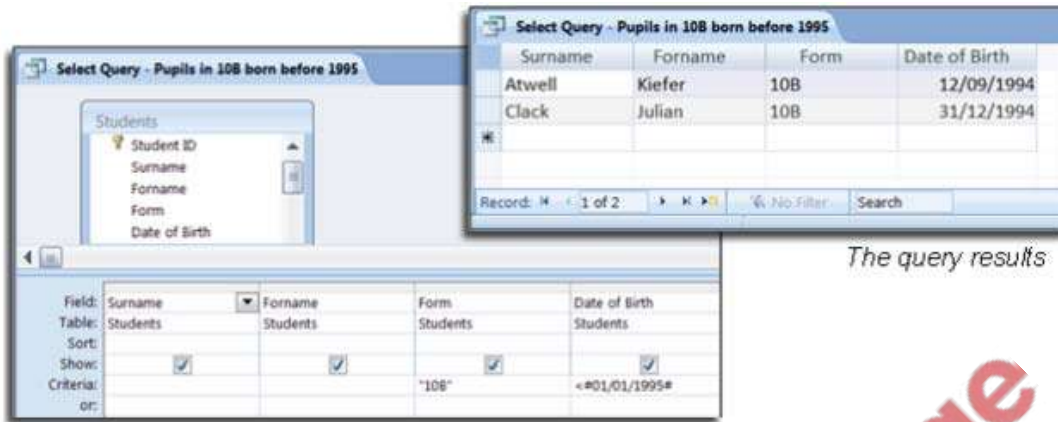 Select Query - Pupils in 10B born before 1995
Students
Student ID
Surname
Forname
Form
Date of Birth
Field: Surname Forname Form Date of Birth
Table: Students Students Students Students
Sort:
Show:
Criteria: "10B" <#01/01/1995#
or:
Select Query - Pupils in 10B born before 1995
Surname Forname Form Date of Birth
Atwell Kiefer 10B 12/09/1994
Clack Julian 10B 31/12/1994
Record: 1 of 2 No Filter Search
The query results